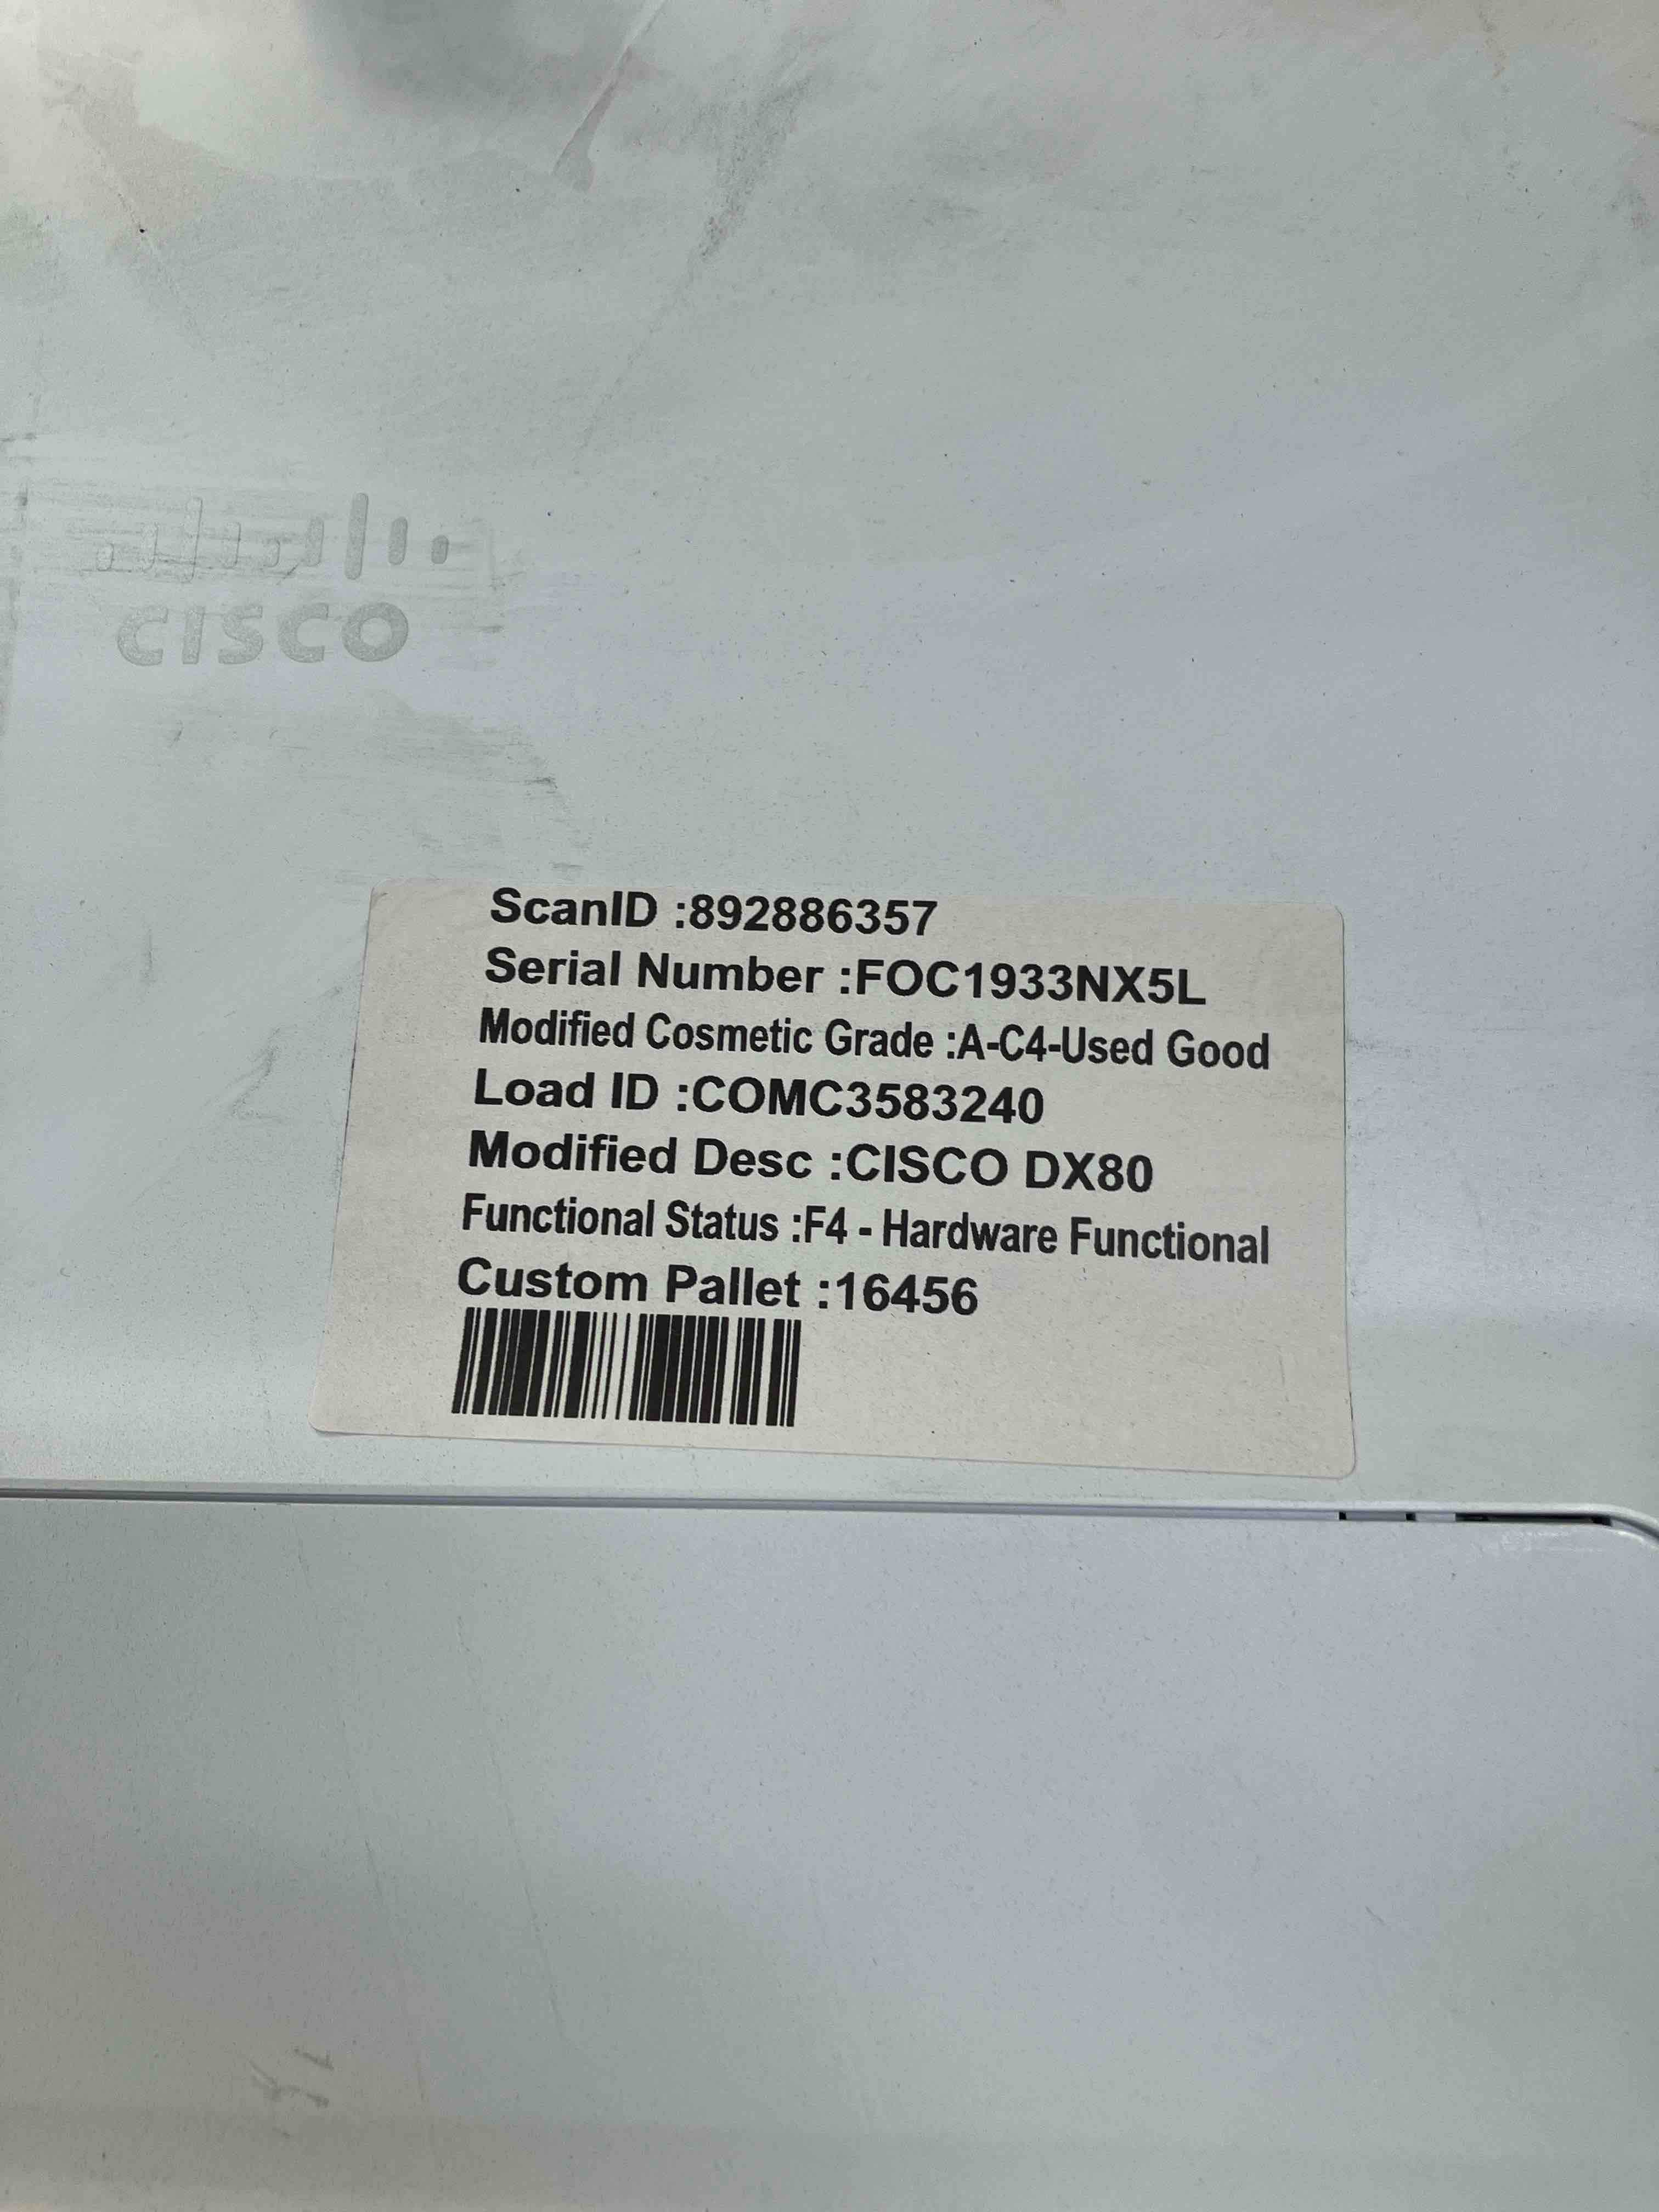 CISCO
ScanID :892886357
Serial Number :FOC1933NX5L
Modified Cosmetic Grade :A-C4-Used Good
Load ID :COMC3583240
Modified Desc :CISCO DX80
Functional Status :F4 - Hardware Functional
Custom Pallet :16456